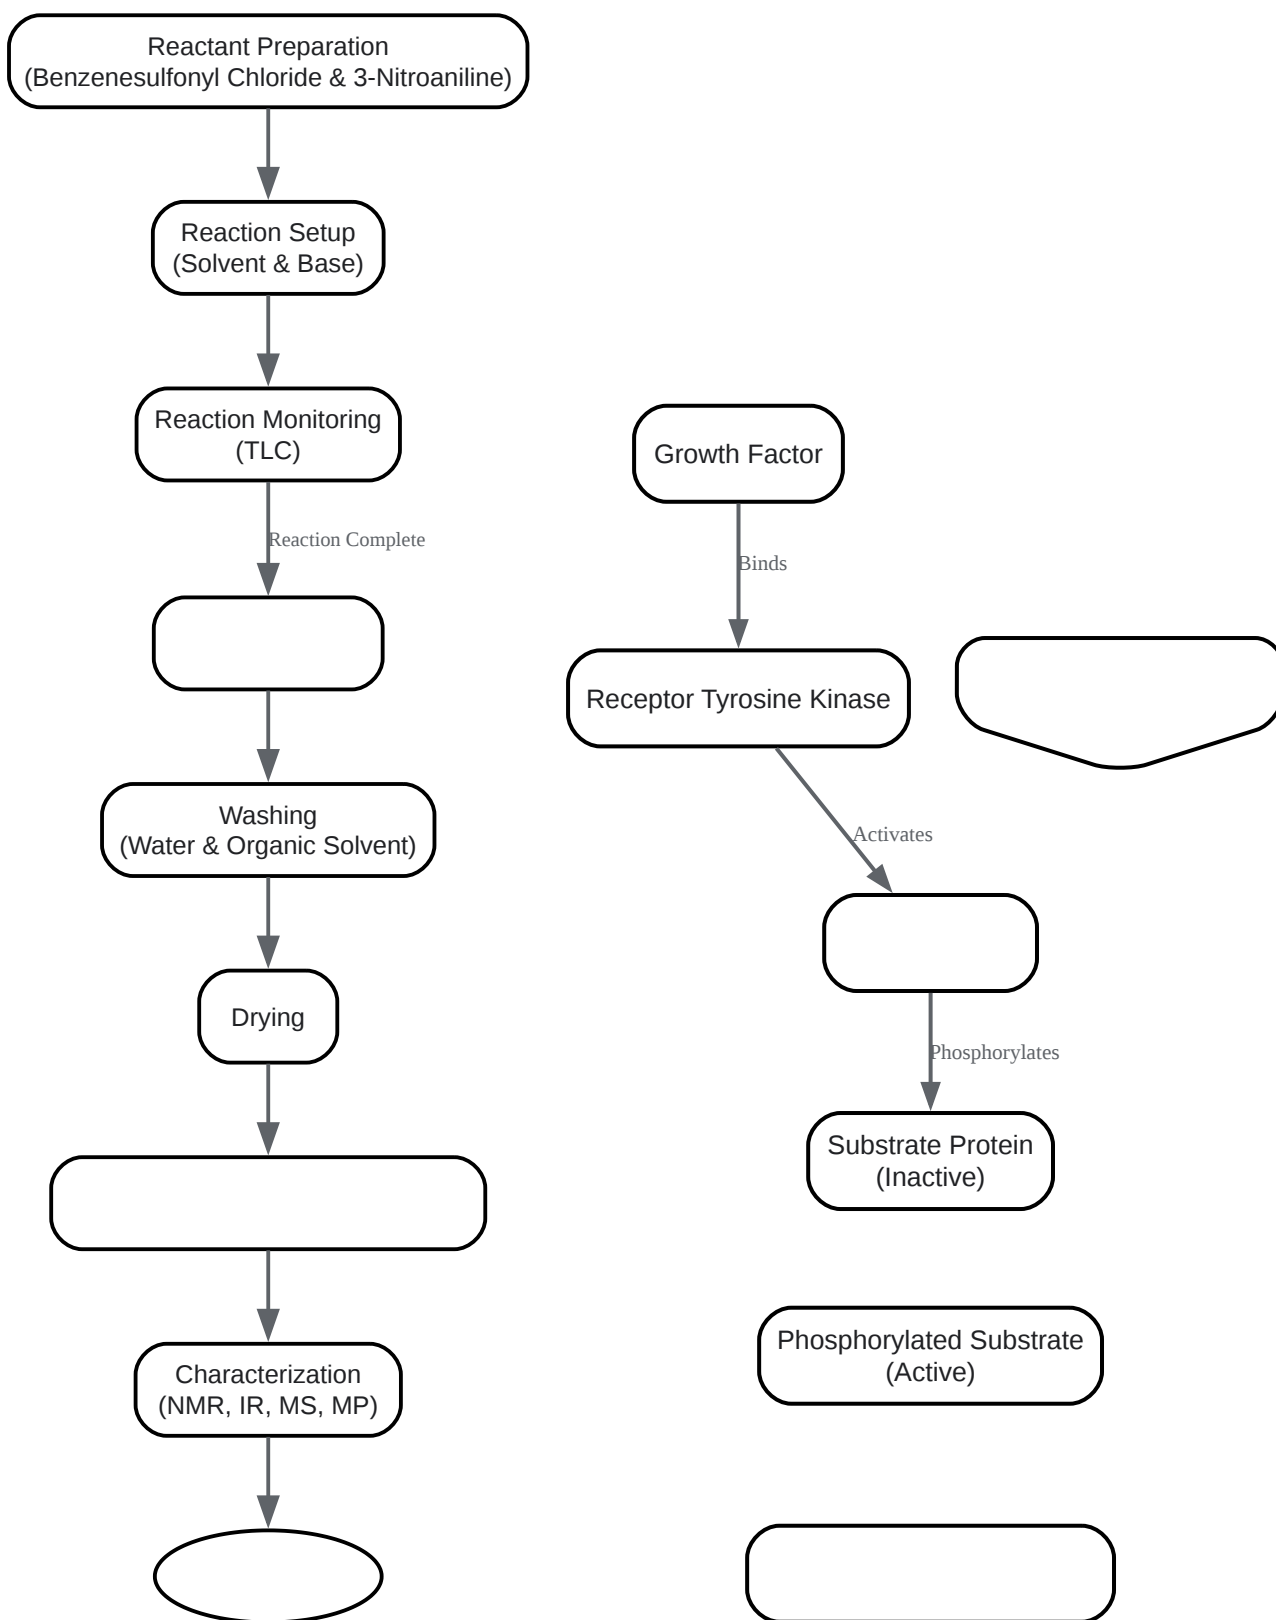 Reactant Preparation
(Benzenesulfonyl Chloride & 3-Nitroaniline)
Reaction Setup
(Solvent & Base)
Reaction Monitoring
(TLC)
Reaction Complete
Washing
(Water & Organic Solvent)
Drying
Characterization
(NMR, IR, MS, MP)
Growth Factor
Binds
Receptor Tyrosine Kinase
Activates
Phosphorylates
Substrate Protein
(Inactive)
Phosphorylated Substrate
(Active)